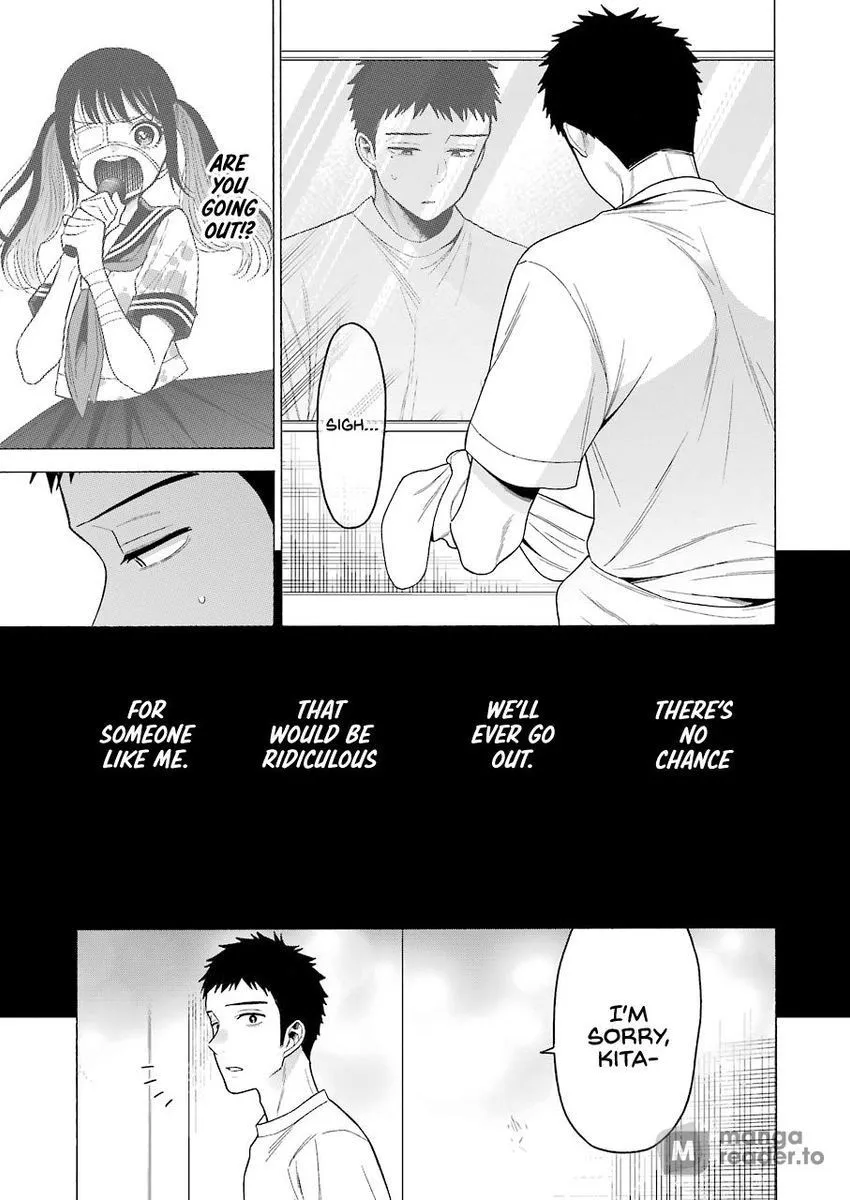 SIGH...
ARE
YOU
GOING
OUT!?
THERE'S
NO
CHANCE
WE'LL
EVER GO
OUT.
THAT
WOULD BE
RIDICULOUS
FOR
SOMEONE
LIKE ME.
I'M
SORRY,
KITA-
M manga
reader.to